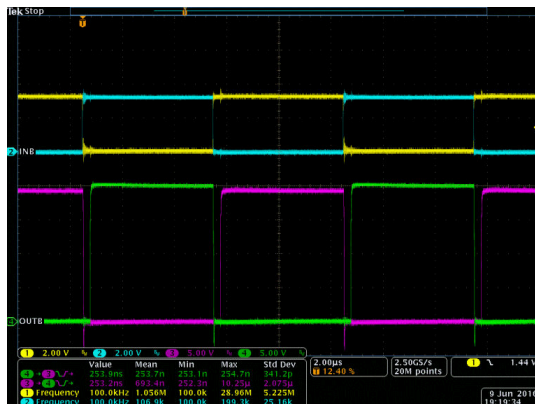 Tek Stop
T
2 INB
4 OUTB
1 2.00 V 2 2.00 V 3 5.00 V 4 5.00 V
Value Mean Min Max Std Dev
4 → 3 253.9ns 253.7n 253.1n 254.7n 341.2p
3 → 4 253.2ns 693.4n 252.3n 10.25µ 2.075µ
1 Frequency 100.0kHz 1.056M 100.0k 28.96M 5.225M
2 Frequency 100.0kHz 106.9k 100.0k 199.3k 25.16k
2.00µs
T 12.40 %
2.50GS/s
20M points
1 1.44 V
9 Jun 2016
19:19:34